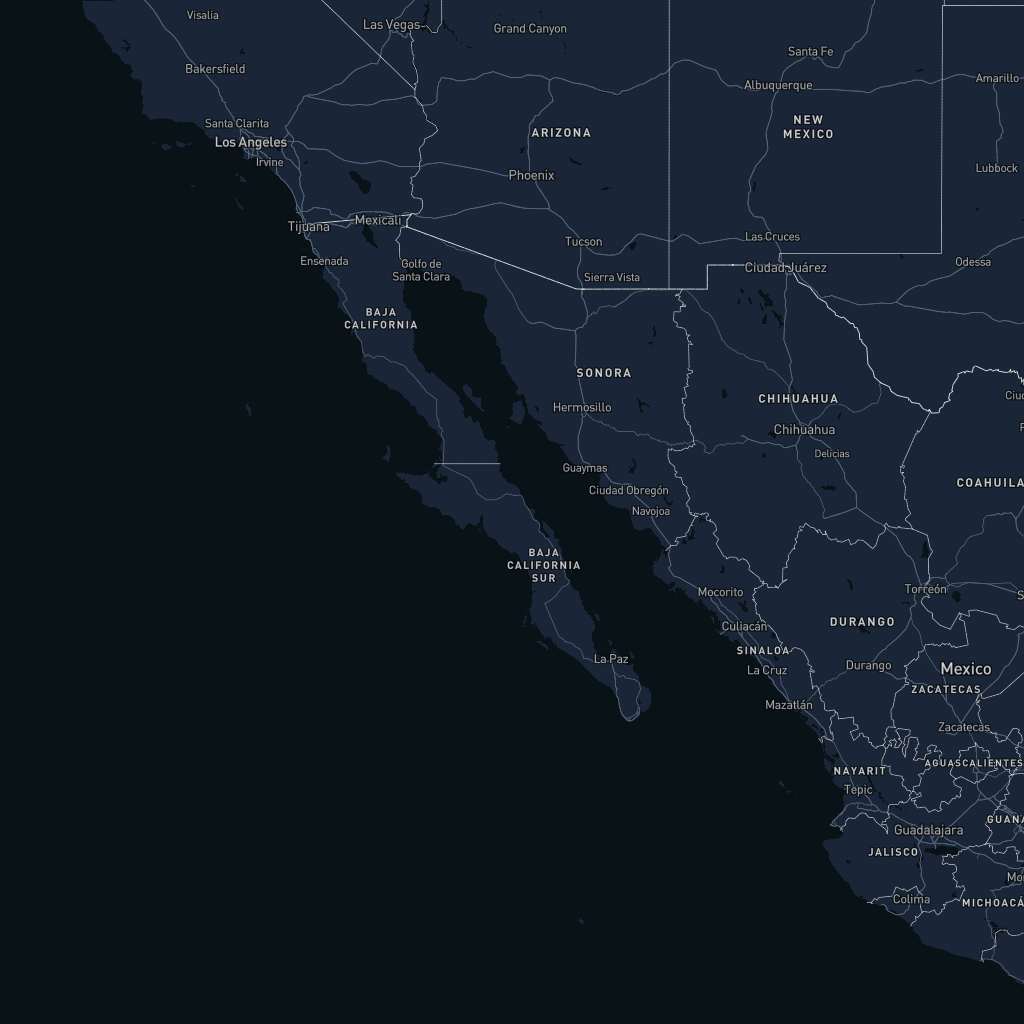 Visalia
Las Vegas
Grand Canyon
Santa Fe
Bakersfield
Albuquerque
Amarillo
Santa Clarita
Los Angeles
Irvine
ARIZONA
NEW
MEXICO
Phoenix
Lubbock
Tijuana
Mexicali
Ensenada
Golfo de
Santa Clara
Tucson
Sierra Vista
Las Cruces
Ciudad Juárez
Odessa
BAJA
CALIFORNIA
SONORA
Hermosillo
CHIHUAHUA
Chihuahua
Delicias
Ciud
Guaymas
Ciudad Obregón
Navojoa
COAHUILA
BAJA
CALIFORNIA
SUR
Mocorito
Torreón
S
Culiacán
DURANGO
SINALOA
La Paz
La Cruz
Durango
Mexico
ZACATECAS
Mazatlán
Zacatecas
NAYARIT
Tepic
AGUASCALIENTES
Guadalajara
GUANA
JALISCO
Mo
Colima
MICHOACÁ